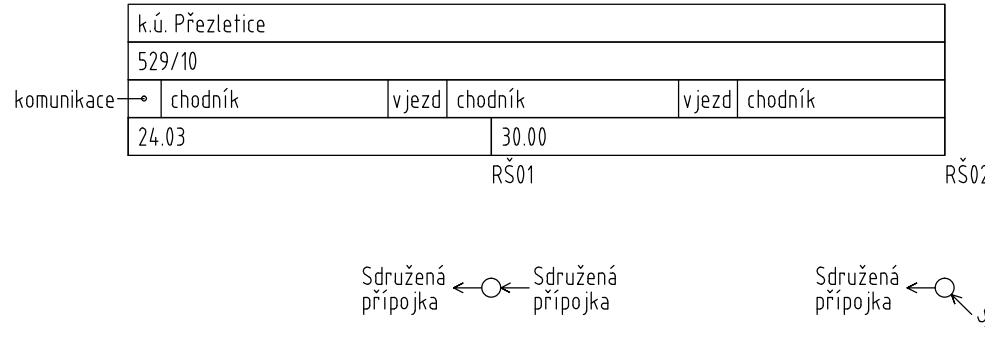 k.ú. Přezletice
529/10
komunikace chodník vjezd chodník vjezd chodník
24.03 30.00
RŠ01 RŠ02
Sdružená Sdružená Sdružená
přípojka přípojka přípojka